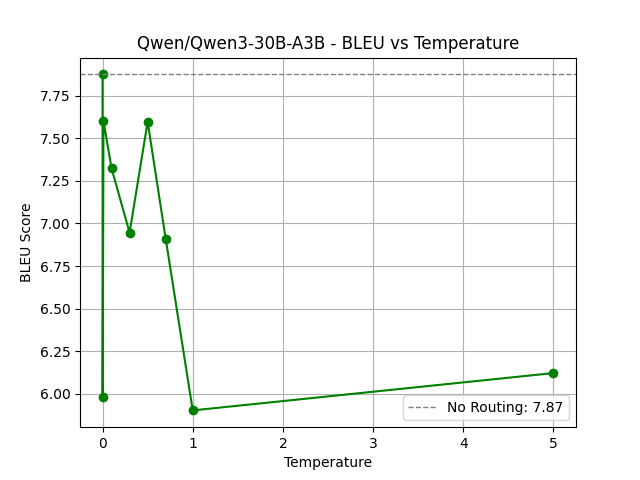 Qwen/Qwen3-30B-A3B - BLEU vs Temperature
BLEU Score
7.75
7.50
7.25
7.00
6.75
6.50
6.25
6.00
No Routing: 7.87
0 1 2 3 4 5
Temperature